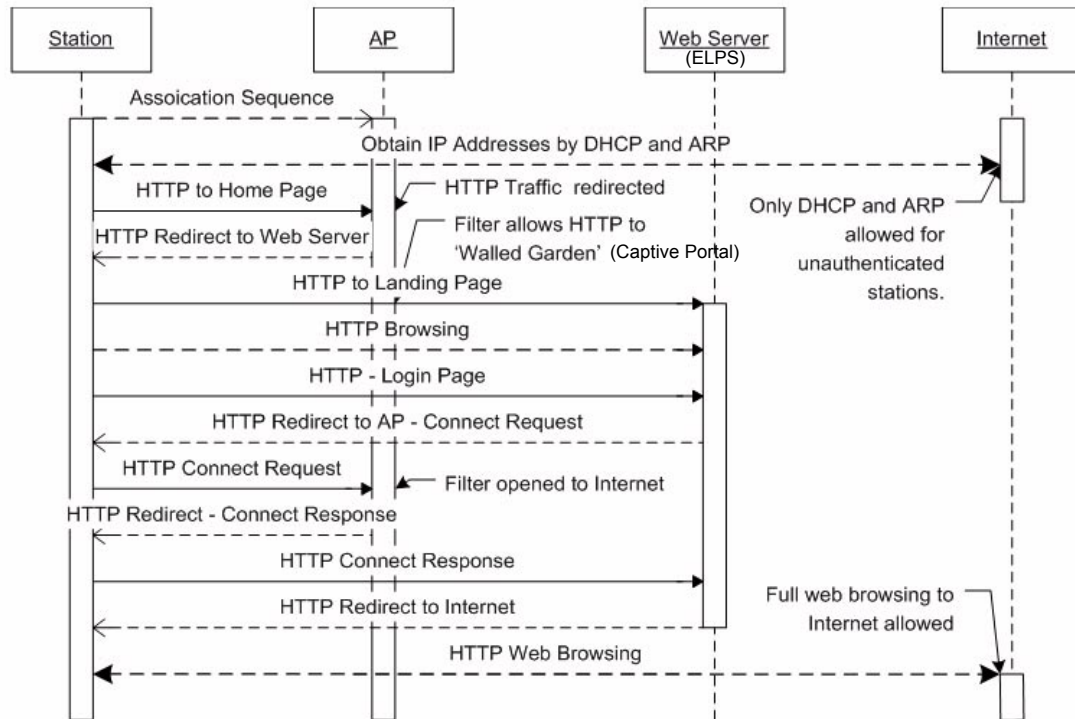 Station
AP
Web Server
(ELPS)
Internet
Assoication Sequence
Obtain IP Addresses by DHCP and ARP
HTTP to Home Page
HTTP Traffic redirected
Only DHCP and ARP
allowed for
unauthenticated
stations.
Filter allows HTTP to
'Walled Garden' (Captive Portal)
HTTP Redirect to Web Server
HTTP to Landing Page
HTTP Browsing
HTTP - Login Page
HTTP Redirect to AP - Connect Request
HTTP Connect Request
Filter opened to Internet
HTTP Redirect - Connect Response
HTTP Connect Response
Full web browsing to
Internet allowed
HTTP Redirect to Internet
HTTP Web Browsing